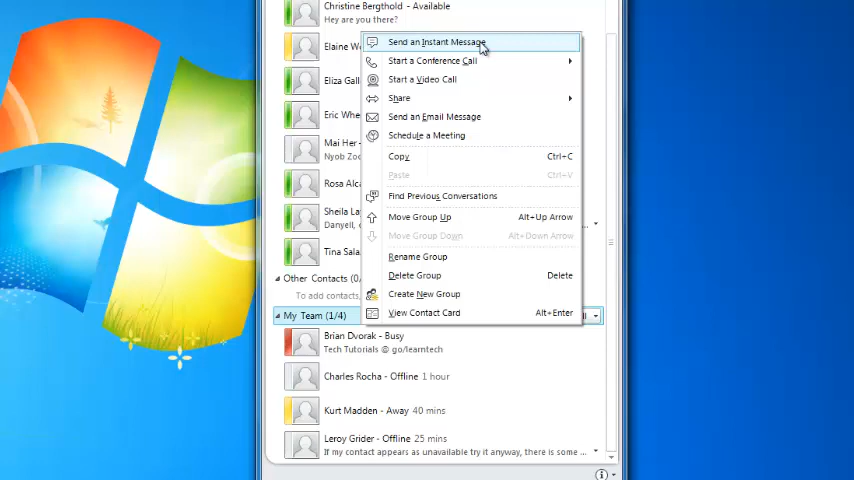 Christine Bergthold - Available
Hey are you there?
Elaine W
Send an Instant Message
Start a Conference Call
Eliza Gall
Start a Video Call
Share
Eric Whe
Send an Email Message
Schedule a Meeting
Mai Her -
Nyob Zoo
Copy Ctrl+C
Paste Ctrl+V
Rosa Alca
Find Previous Conversations
Sheila La
Move Group Up Alt+Up Arrow
Danyell, o
...
Move Group Down Alt+Down Arrow
Tina Sala
Rename Group
Other Contacts (0/
Delete Group Delete
To add contacts,
Create New Group
My Team (1/4)
View Contact Card Alt+Enter
Brian Dvorak - Busy
Tech Tutorials @ go/learntech
Charles Rocha - Offline 1 hour
Kurt Madden - Away 40 mins
Leroy Grider - Offline 25 mins
If my contact appears as unavailable try it anyway, there is some ...